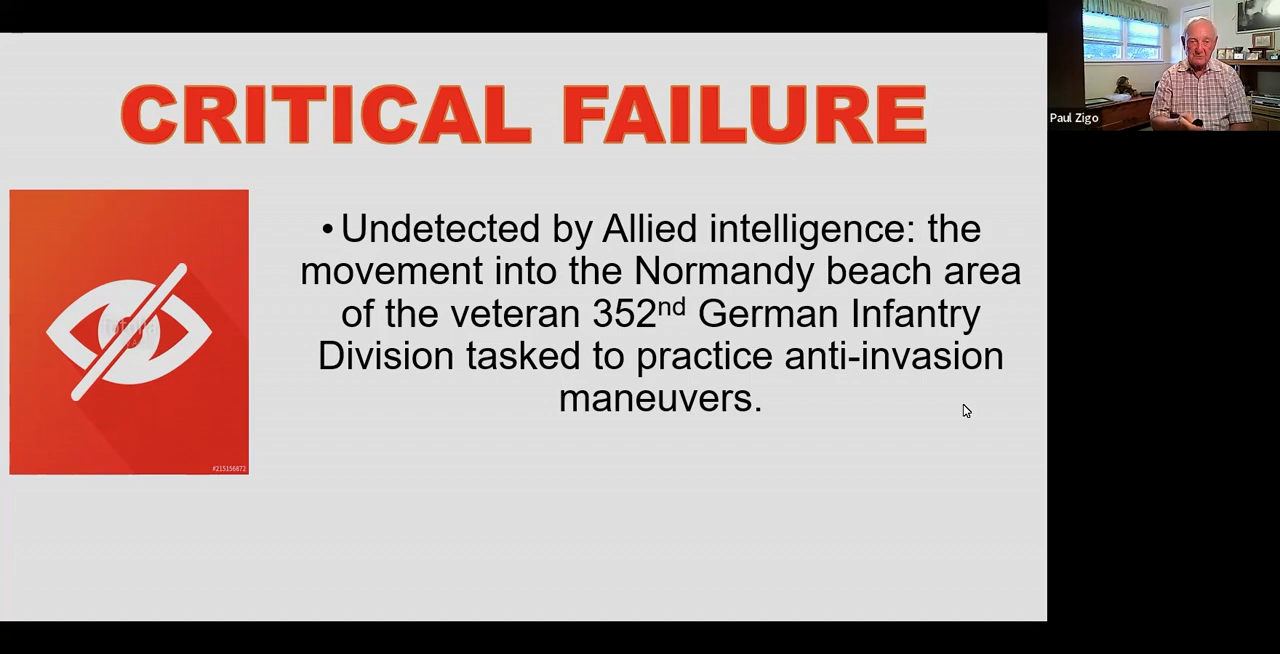 CRITICAL FAILURE
• Undetected by Allied intelligence: the
movement into the Normandy beach area
of the veteran 352nd German Infantry
Division tasked to practice anti-invasion
maneuvers.
#215156872
Paul Zigo